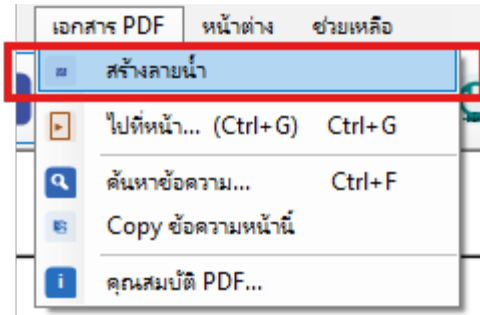 เอกสาร PDF หน้าต่าง ช่วยเหลือ
สร้างลายน้ำ
ไปที่หน้า... (Ctrl+G) Ctrl+G
ค้นหาข้อความ... Ctrl+F
Copy ข้อความหน้านี้
คุณสมบัติ PDF...